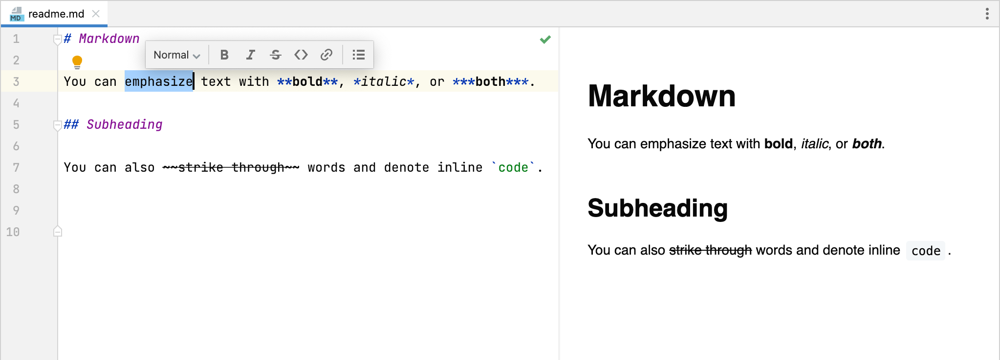 MD readme.md
1 # Markdown
Normal B I S
2
3 You can emphasize text with **bold**, *italic*, or ***both***.
4
5 ## Subheading
6
7 You can also ~~strike through~~ words and denote inline `code`.
8
9
10
Markdown
You can emphasize text with bold, italic, or both.
Subheading
You can also strike through words and denote inline code.